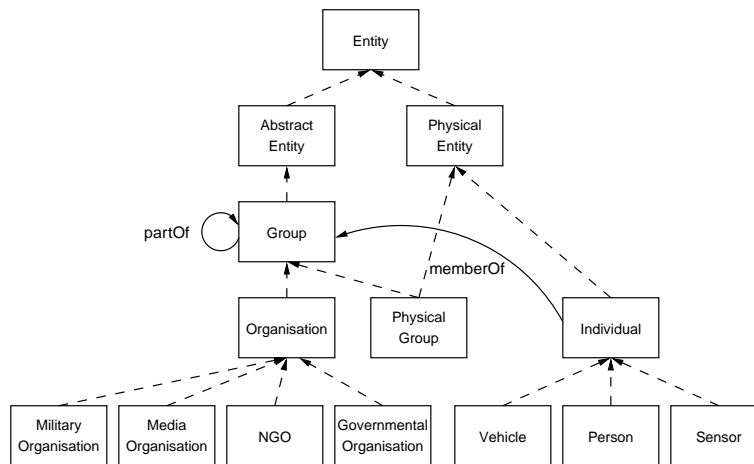 Entity
Abstract
Entity
Physical
Entity
partOf
Group
memberOf
Organisation
Physical
Group
Individual
Military
Organisation
Media
Organisation
NGO
Governmental
Organisation
Vehicle
Person
Sensor